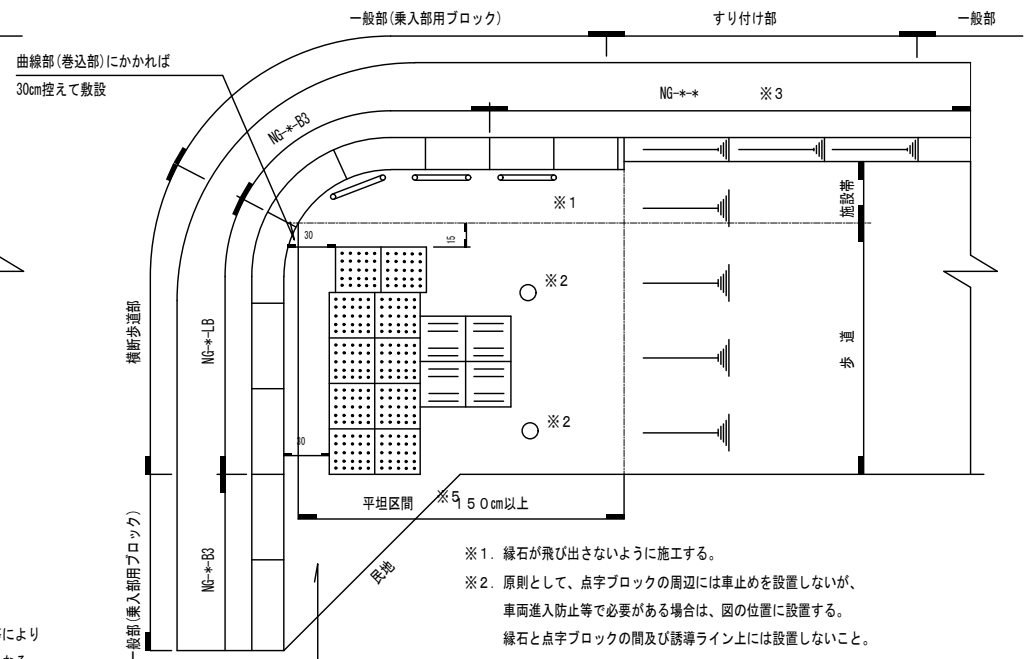 一般部(乗入部用ブロック)
すり付け部
一般部
曲線部(巻込部)にかかれば
30cm控えて敷設
NG-*-*
※3
NG-*-B3
※1
施設帯
30
15
※2
横断歩道部
NG-*-LB
歩道
※2
30
平坦区間
※5
150cm以上
一般部(乗入部用ブロック)
NG-*-B3
民地
※1. 縁石が飛び出さないように施工する。
※2. 原則として、点字ブロックの周辺には車止めを設置しないが、
車両進入防止等で必要がある場合は、図の位置に設置する。
縁石と点字ブロックの間及び誘導ライン上には設置しないこと。
により